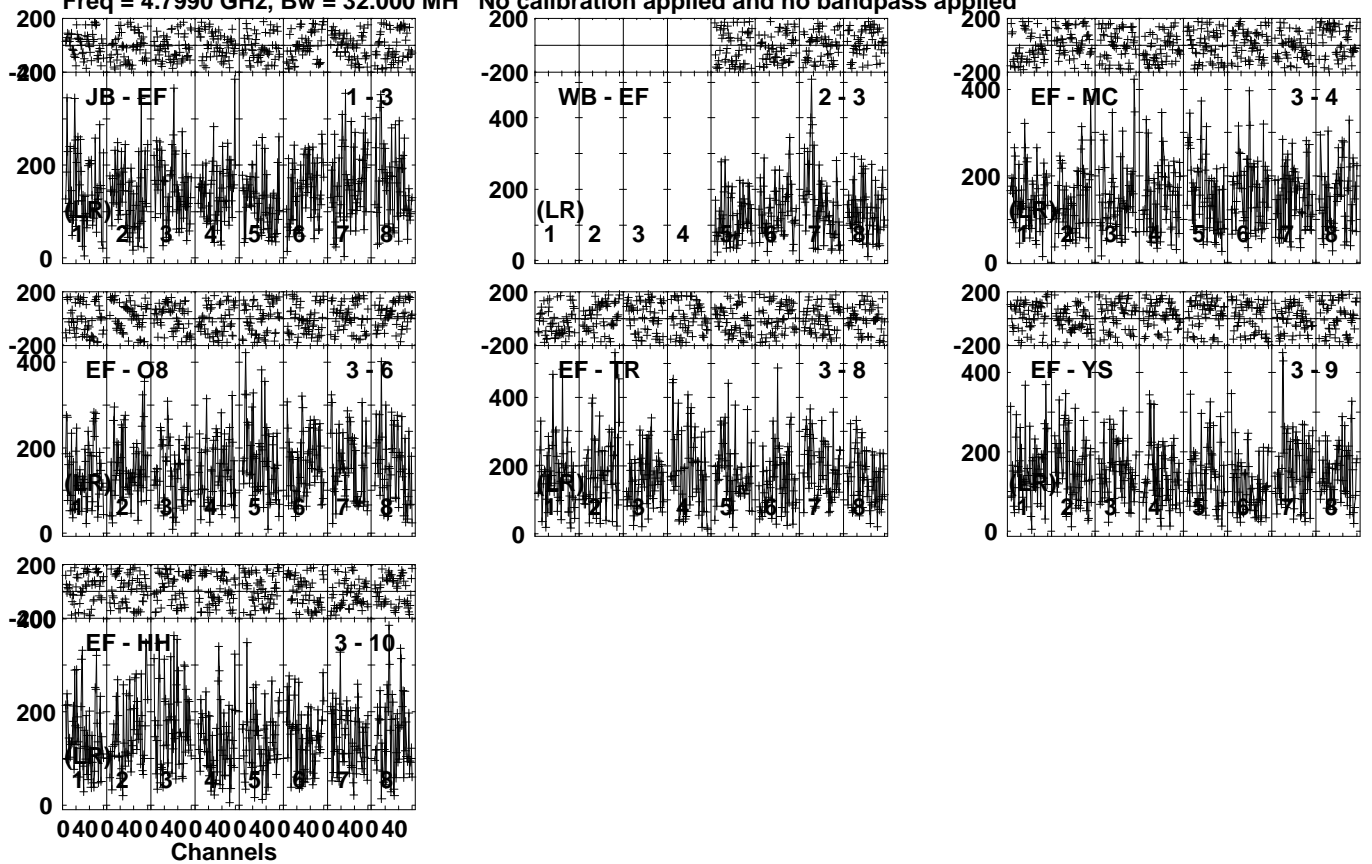 Freq = 4.7990 GHz, Bw = 32.000 MH No calibration applied and no bandpass applied
200 200 200
-200 -200 -200
400 JB - EF 1 - 3
WB - EF 2 - 3
400 EF - MC 3 - 4
400
200 200 200
(LR) (LR) (LR)
1 2 3 4 5 6 7 8
1 2 3 4 5 6 7 8
1 2 3 4 5 6 7 8
0 0 0
200 200 200
-200 -200 -200
EF - O8 3 - 6
EF - TR 3 - 8
EF - YS 3 - 9
400 400 400
200 200 200
(LR) (LR) (LR)
1 2 3 4 5 6 7 8
1 2 3 4 5 6 7 8
1 2 3 4 5 6 7 8
0 0 0
200
-200
400
EF - HH 3 - 10
200
(LR)
1 2 3 4 5 6 7 8
0
0 40 0 40 0 40 0 40 0 40 0 40 0 40 0 40
Channels